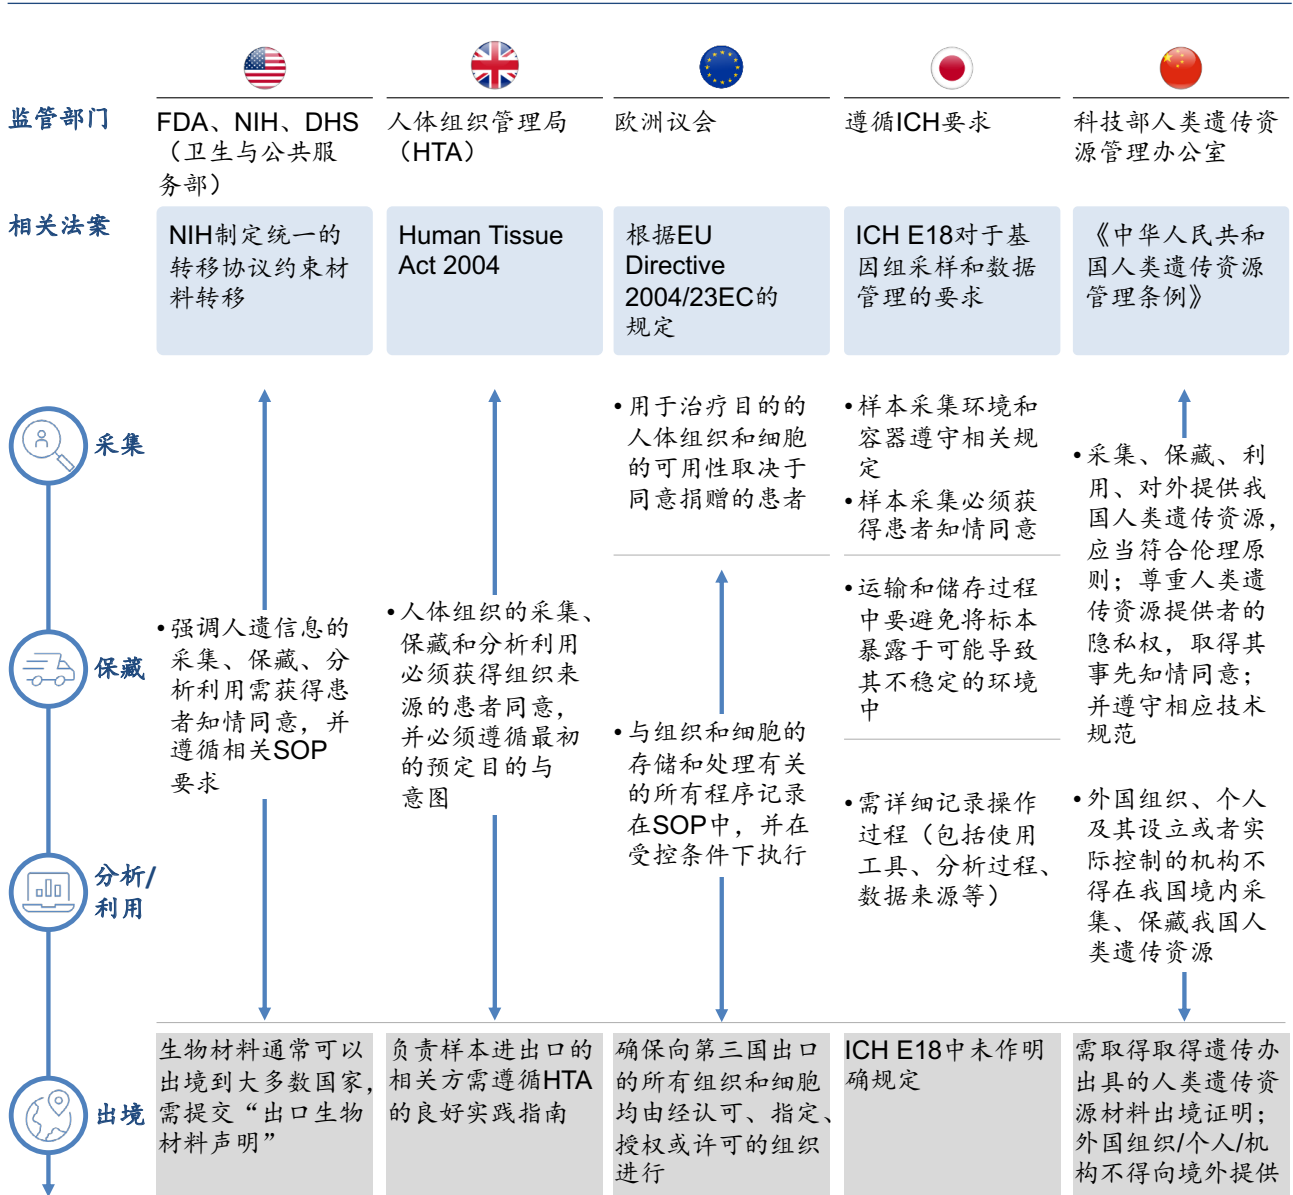 监管部门
FDA、NIH、DHS
（卫生与公共服
务部）
人体组织管理局
（HTA）
欧洲议会
遵循ICH要求
科技部人类遗传资
源管理办公室
相关法案
NIH制定统一的
转移协议约束材
料转移
Human Tissue
Act 2004
根据EU
Directive
2004/23EC的
规定
ICH E18对于基
因组采样和数据
管理的要求
《中华人民共和
国人类遗传资源
管理条例》
采集
保藏
分析/
利用
出境
•强调人遗信息的
采集、保藏、分
析利用需获得患
者知情同意，并
遵循相关SOP
要求
•人体组织的采集、
保藏和分析利用
必须获得组织来
源的患者同意，
并必须遵循最初
的预定目的与
意图
•用于治疗目的的
人体组织和细胞
的可用性取决于
同意捐赠的患者
•与组织和细胞的
存储和处理有关
的所有程序记录
在SOP中，并在
受控条件下执行
•样本采集环境和
容器遵守相关规
定
•样本采集必须获
得患者知情同意
•运输和储存过程
中要避免将标本
暴露于可能导致
其不稳定的环境
中
•需详细记录操作
过程（包括使用
工具、分析过程、
数据来源等）
•采集、保藏、利
用、对外提供我
国人类遗传资源，
应当符合伦理原
则；尊重人类遗
传资源提供者的
隐私权，取得其
事先知情同意；
并遵守相应技术
规范
•外国组织、个人
及其设立或者实
际控制的机构不
得在我国境内采
集、保藏我国人
类遗传资源
生物材料通常可以
出境到大多数国家，
需提交“出口生物
材料声明”
负责样本进出口的
相关方需遵循HTA
的良好实践指南
确保向第三国出口
的所有组织和细胞
均由经认可、指定、
授权或许可的组织
进行
ICH E18中未作明
确规定
需取得取得遗传办
出具的人类遗传资
源材料出境证明；
外国组织/个人/机
构不得向境外提供